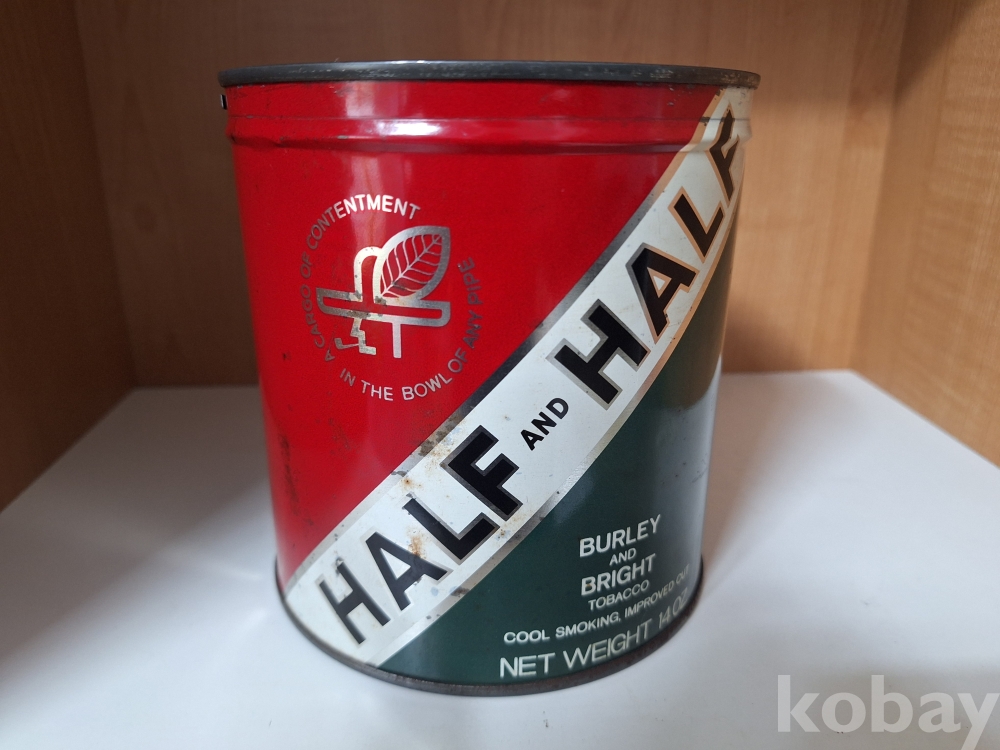 A CARGO OF CONTENTMENT
IN THE BOWL OF ANY PIPE
HALF AND HALF
BURLEY
AND
BRIGHT
TOBACCO
COOL SMOKING, IMPROVED
NET WEIGHT 14 OZ.
kobay